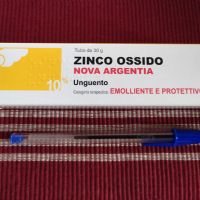 Tubo da 30 g
ZINCO OSSIDO
NOVA ARGENTIA
10
Unguento
Categoria terapeutica: EMOLLIENTE E PROTETTIVO